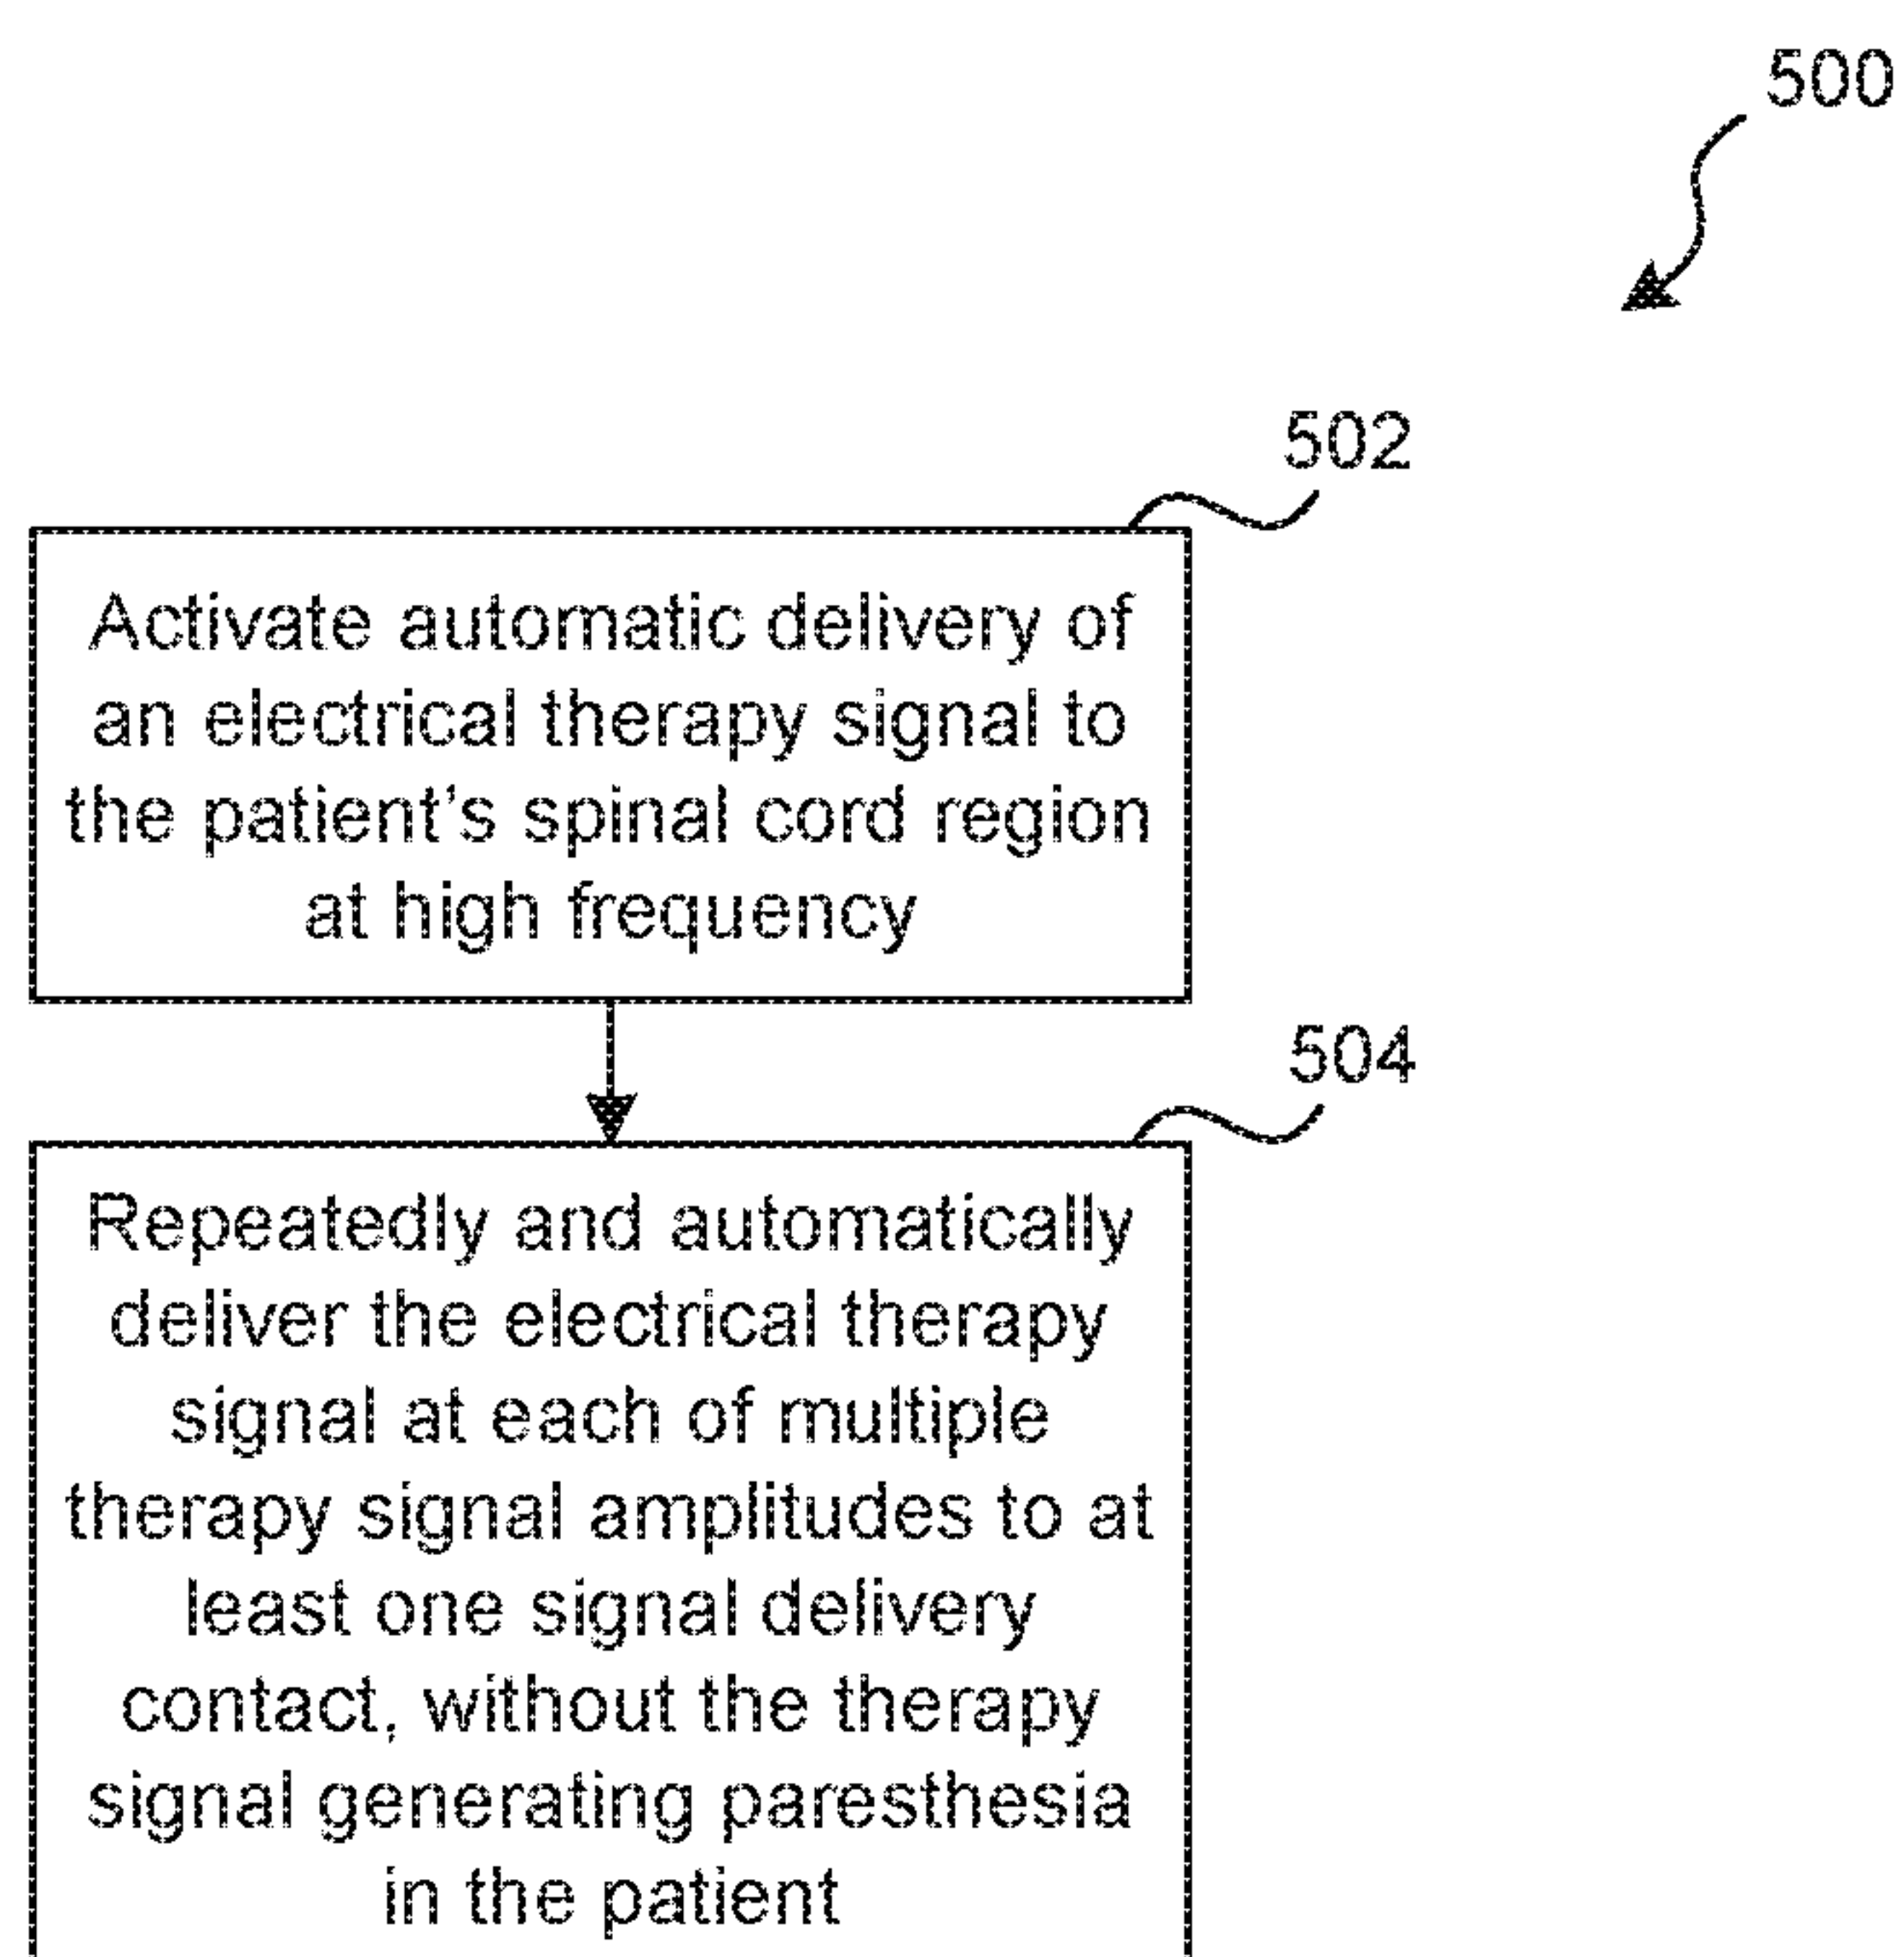 500
502
Activate automatic delivery of
an electrical therapy signal to
the patient's spinal cord region
at high frequency
504
Repeatedly and automatically
deliver the electrical therapy
signal at each of multiple
therapy signal amplitudes to at
least one signal delivery
contact, without the therapy
signal generating paresthesia
in the patient